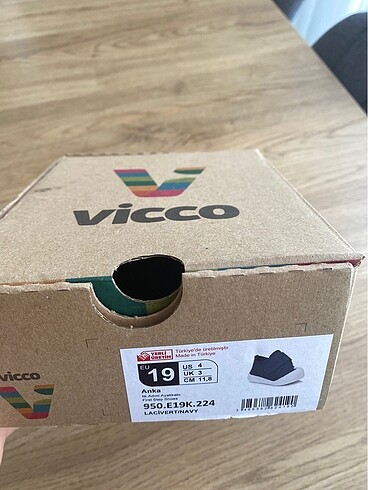 vicco
vicco
YERLİ
ÜRETİM
Türkiye'de üretilmiştir.
Made in Türkiye
EU 19
US 4
UK 3
CM 11,8
Anka
İlk Adım Ayakkabı
First Step Shoes
950.E19K.224
LACİVERT/NAVY